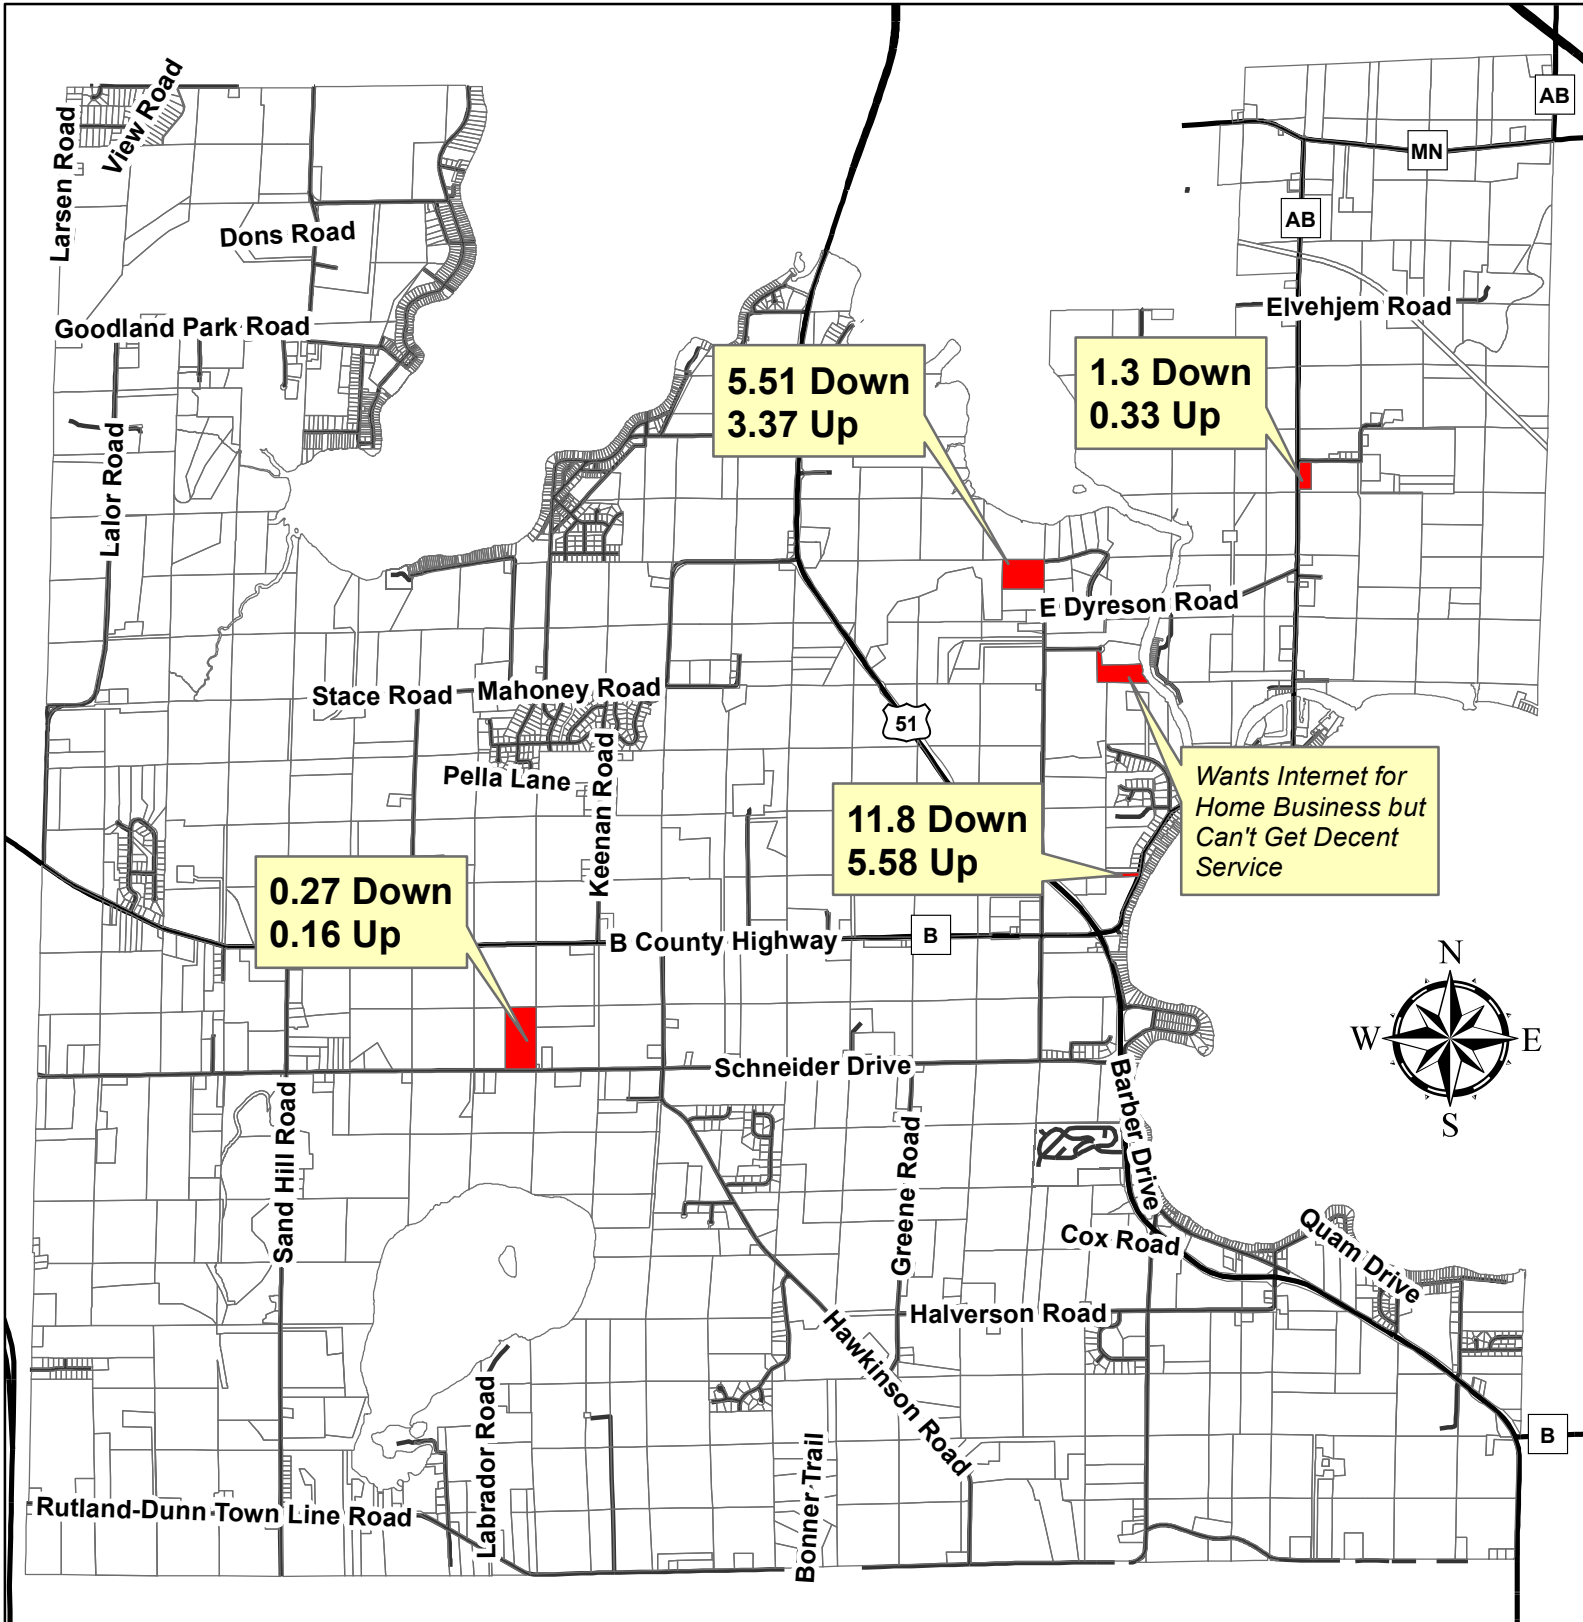 AB
MN
AB
View Road
Larsen Road
Dons Road
Elvehjem Road
Goodland Park Road
5.51 Down
3.37 Up
1.3 Down
0.33 Up
Lalor Road
E Dyreson Road
Stace Road
Mahoney Road
51
Pella Lane
Keenan Road
Wants Internet for
Home Business but
Can't Get Decent
Service
11.8 Down
5.58 Up
0.27 Down
0.16 Up
B County Highway
B
N
W
E
S
Schneider Drive
Barber Drive
Sand Hill Road
Greene Road
Cox Road
Quam Drive
Halverson Road
Hawkinson Road
Labrador Road
Bonner Trail
B
Rutland-Dunn Town Line Road